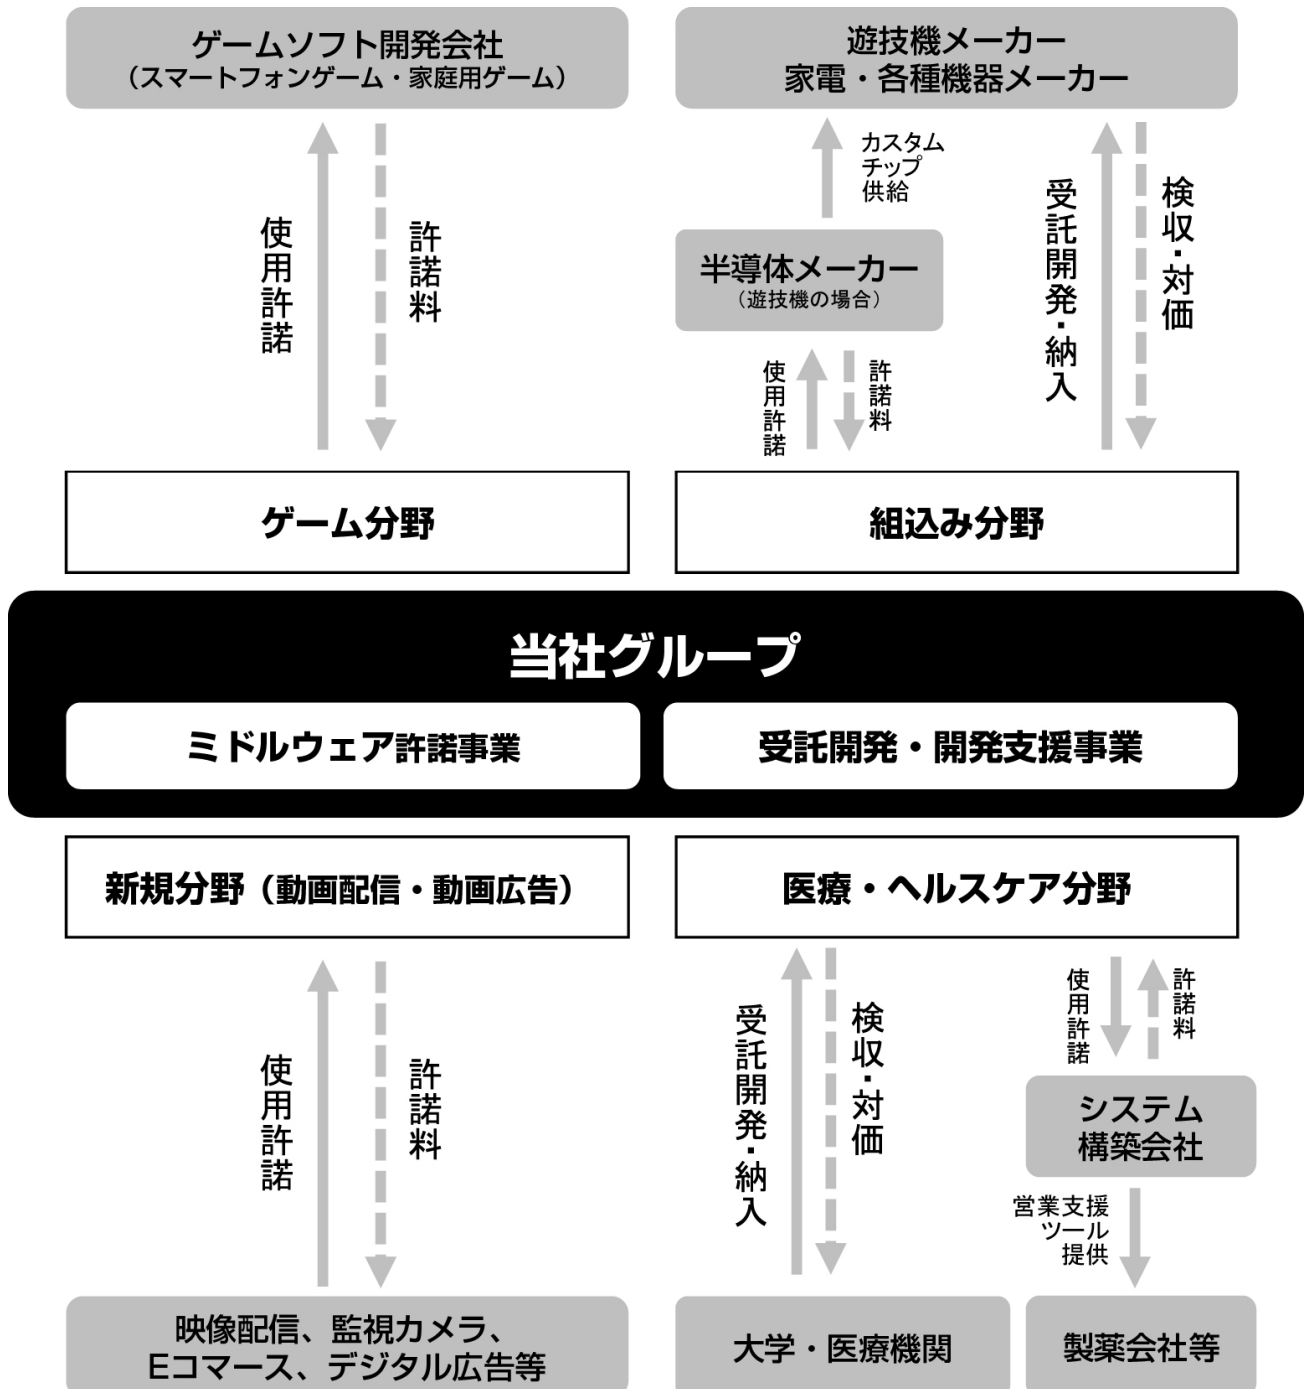 ゲームソフト開発会社
（スマートフォンゲーム・家庭用ゲーム）
遊技機メーカー
家電・各種機器メーカー
使用許諾
許諾料
カスタム
チップ
供給
半導体メーカー
（遊技機の場合）
使用許諾
許諾料
受託開発・納入
検収・対価
ゲーム分野
組込み分野
当社グループ
ミドルウェア許諾事業
受託開発・開発支援事業
新規分野（動画配信・動画広告）
医療・ヘルスケア分野
使用許諾
許諾料
受託開発・納入
検収・対価
使用許諾
許諾料
システム
構築会社
営業支援
ツール
提供
映像配信、監視カメラ、
Eコマース、デジタル広告等
大学・医療機関
製薬会社等